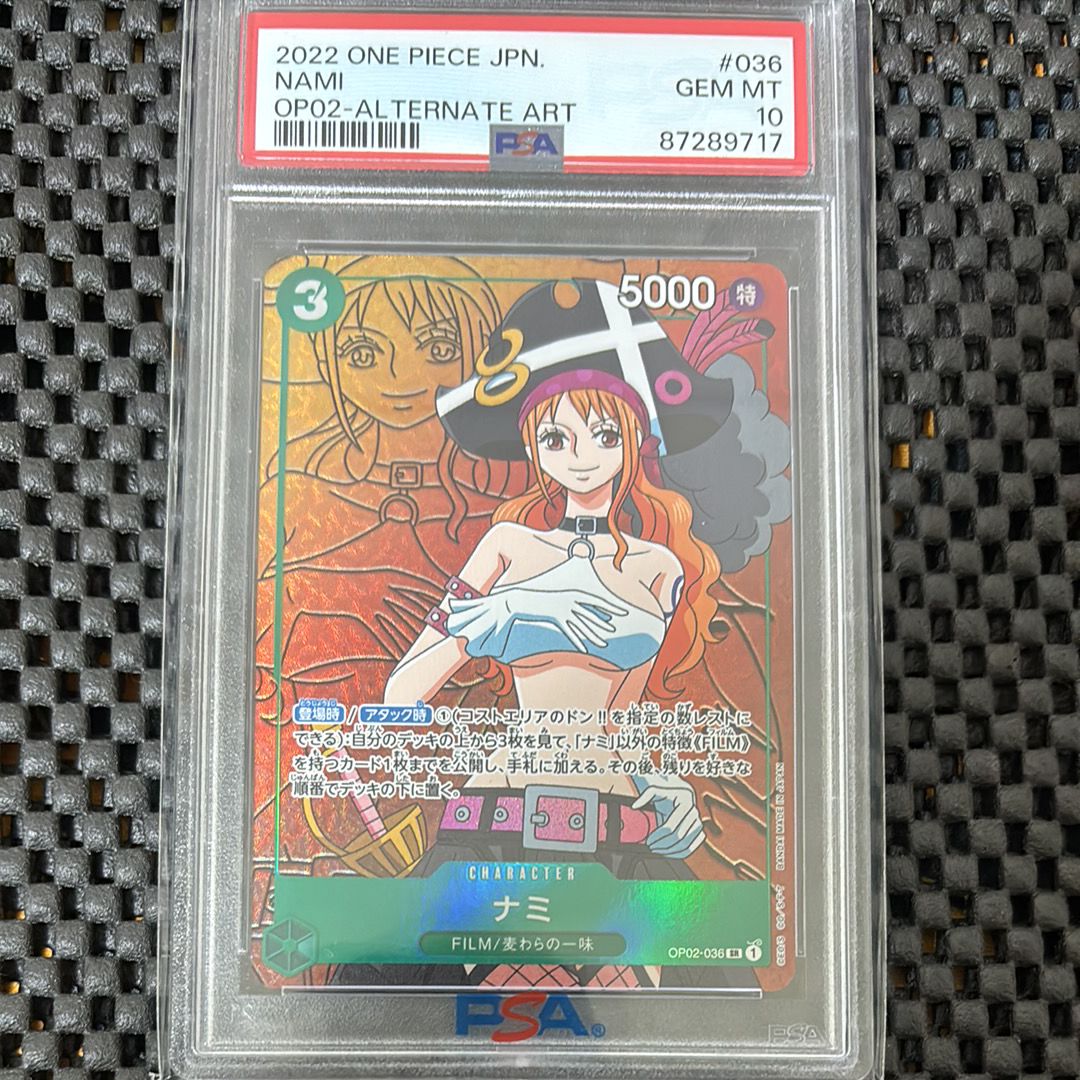 2022 ONE PIECE JPN. #036
NAMI GEM MT
OP02-ALTERNATE ART 10
PSA 87289717
3 5000 特
登場時 / アタック時 ①(コストエリアのドン!!を指定の数レストに
できる):自分のデッキの上から3枚を見て、「ナミ」以外の特徴《FILM》
を持つカード1枚までを公開し、手札に加える。その後、残りを好きな
順番でデッキの下に置く。
BANDAI MADE IN JAPAN
CHARACTER
ナミ
FILM/麦わらの一味
OP02-036 SR 1
PSA®
PSA